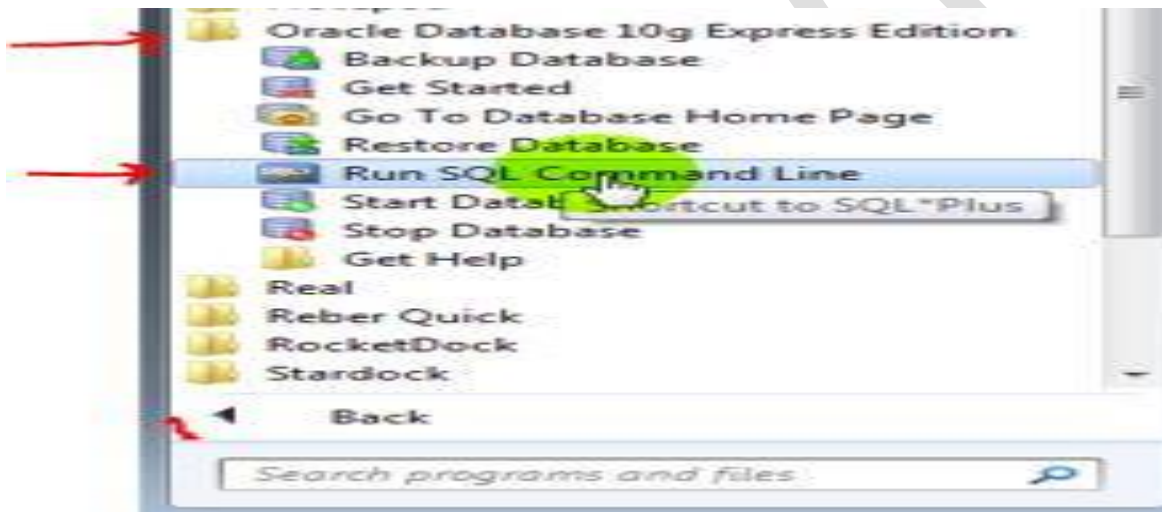 Oracle Database 10g Express Edition
Backup Database
Get Started
Go To Database Home Page
Restore Database
Run SQL Command Line
Start
Shortcut to SQL*Plus
Stop Database
Get Help
Real
Reber Quick
RocketDock
Stardock
Back
Search programs and files